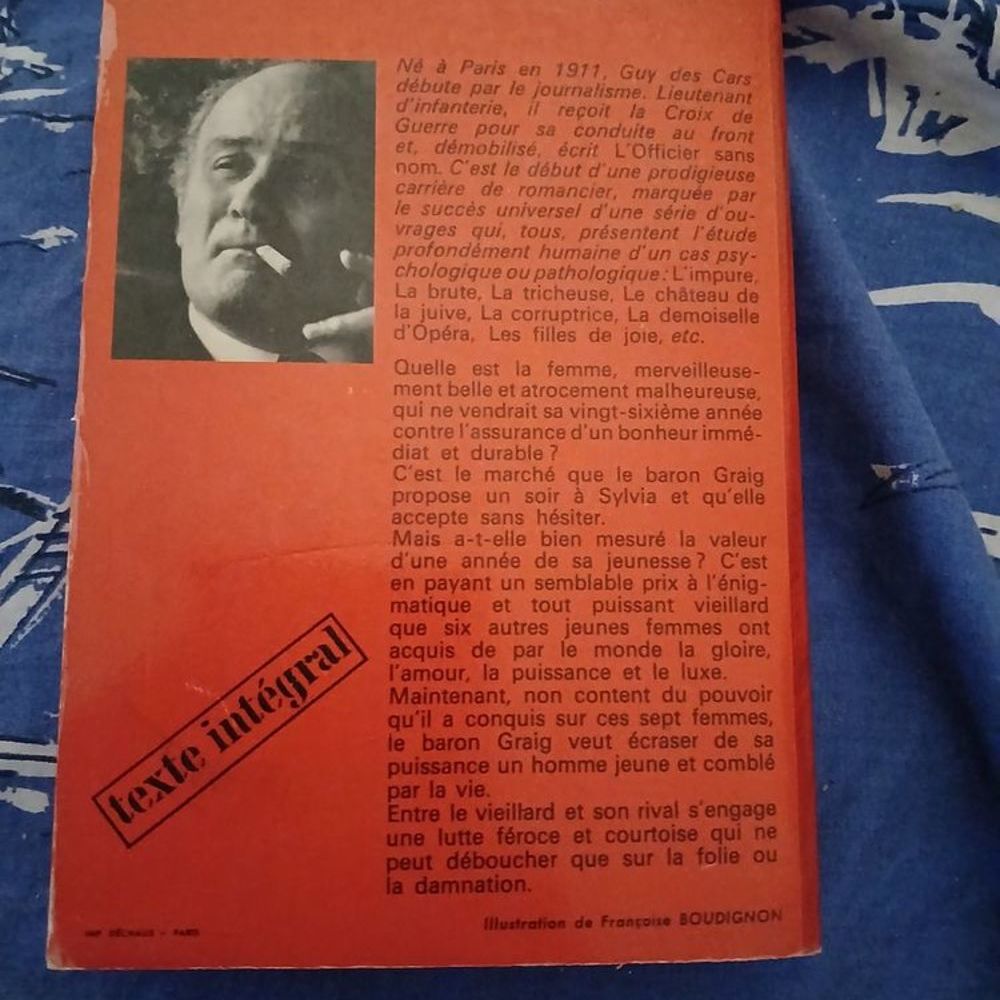 Né à Paris en 1911, Guy des Cars
débute par le journalisme. Lieutenant
d'infanterie, il reçoit la Croix de
Guerre pour sa conduite au front
et, démobilisé, écrit L'Officier sans
nom. C'est le début d'une prodigieuse
carrière de romancier, marquée par
le succès universel d'une série d'ou-
vrages qui, tous, présentent l'étude
profondément humaine d'un cas psy-
chologique ou pathologique : L'impure,
La brute, La tricheuse, Le château de
la juive, La corruptrice, La demoiselle
d'Opéra, Les filles de joie, etc.
Quelle est la femme, merveilleuse-
ment belle et atrocement malheureuse,
qui ne vendrait sa vingt-sixième année
contre l'assurance d'un bonheur immé-
diat et durable ?
C'est le marché que le baron Graig
propose un soir à Sylvia et qu'elle
accepte sans hésiter.
Mais a-t-elle bien mesuré la valeur
d'une année de sa jeunesse ? C'est
en payant un semblable prix à l'énig-
matique et tout puissant vieillard
que six autres jeunes femmes ont
acquis de par le monde la gloire,
l'amour, la puissance et le luxe.
Maintenant, non content du pouvoir
qu'il a conquis sur ces sept femmes,
le baron Graig veut écraser de sa
puissance un homme jeune et comblé
par la vie.
Entre le vieillard et son rival s'engage
une lutte féroce et courtoise qui ne
peut déboucher que sur la folie ou
la damnation.
texte intégral
Illustration de Françoise BOUDIGNON
IMP DÉCHAUX - PARIS